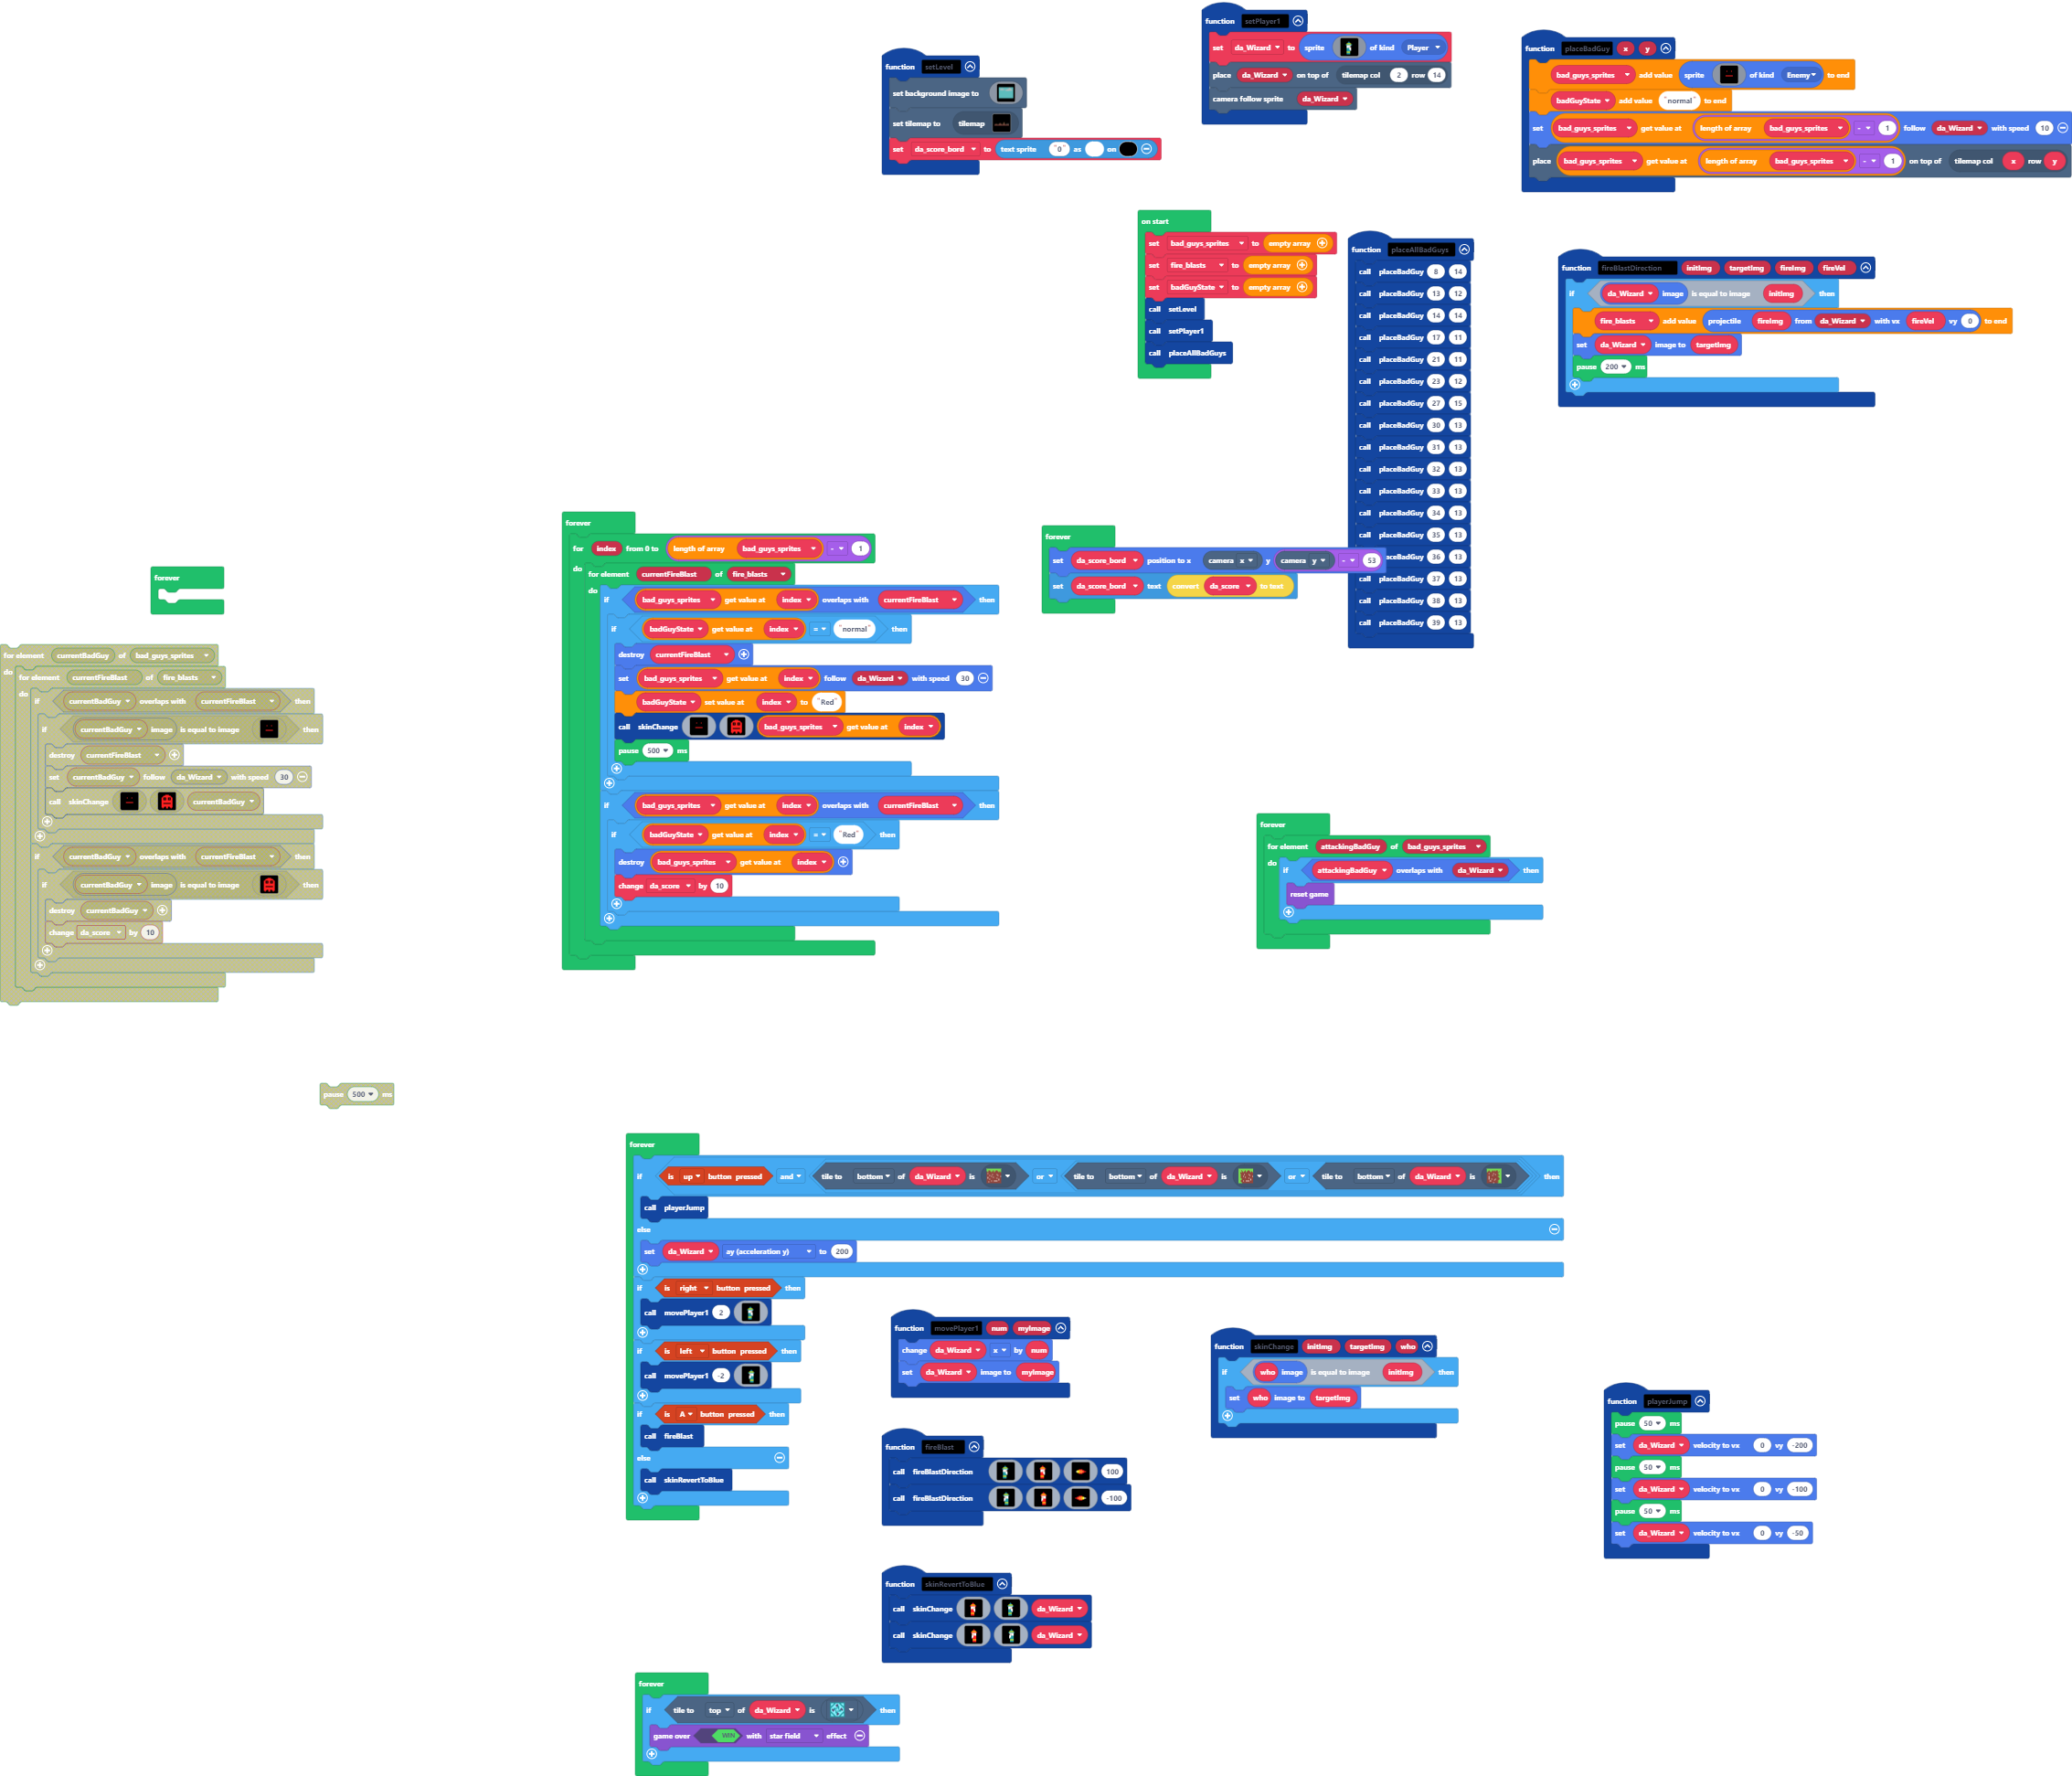 function setPlayer1
set da_Wizard to sprite of kind Player
place da_Wizard on top of tilemap col 2 row 14
camera follow sprite da_Wizard
function setLevel
set background image to
set tilemap to tilemap
set da_score_bord to text sprite "0" as on
function placeBadGuy x y
bad_guys_sprites add value sprite of kind Enemy to end
badGuyState add value "normal" to end
set bad_guys_sprites get value at length of array bad_guys_sprites - 1 follow da_Wizard with speed 10
place bad_guys_sprites get value at length of array bad_guys_sprites - 1 on top of tilemap col x row y
on start
set bad_guys_sprites to empty array
set fire_blasts to empty array
set badGuyState to empty array
call setLevel
call setPlayer1
call placeAllBadGuys
function placeAllBadGuys
call placeBadGuy 8 14
call placeBadGuy 13 12
call placeBadGuy 14 14
call placeBadGuy 17 11
call placeBadGuy 21 11
call placeBadGuy 23 12
call placeBadGuy 27 15
call placeBadGuy 30 13
call placeBadGuy 31 13
call placeBadGuy 32 13
call placeBadGuy 33 13
call placeBadGuy 34 13
call placeBadGuy 35 13
aceBadGuy 36 13
call placeBadGuy 37 13
call placeBadGuy 38 13
call placeBadGuy 39 13
function fireBlastDirection initImg targetImg fireImg fireVel
if da_Wizard image is equal to image initImg then
fire_blasts add value projectile fireImg from da_Wizard with vx fireVel vy 0 to end
set da_Wizard image to targetImg
pause 200 ms
forever
for element currentBadGuy of bad_guys_sprites
do for element currentFireBlast of fire_blasts
do if currentBadGuy overlaps with currentFireBlast then
if currentBadGuy image is equal to image then
destroy currentFireBlast
set currentBadGuy follow da_Wizard with speed 30
call skinChange currentBadGuy
if currentBadGuy overlaps with currentFireBlast then
if currentBadGuy image is equal to image then
destroy currentBadGuy
change da_score by 10
pause 500 ms
forever
for index from 0 to length of array bad_guys_sprites - 1
do for element currentFireBlast of fire_blasts
do if bad_guys_sprites get value at index overlaps with currentFireBlast then
if badGuyState get value at index = "normal" then
destroy currentFireBlast
set bad_guys_sprites get value at index follow da_Wizard with speed 30
badGuyState set value at index to "Red"
call skinChange bad_guys_sprites get value at index
pause 500 ms
if bad_guys_sprites get value at index overlaps with currentFireBlast then
if badGuyState get value at index = "Red" then
destroy bad_guys_sprites get value at index
change da_score by 10
forever
set da_score_bord position to x camera x y camera y - 53
set da_score_bord text convert da_score to text
forever
for element attackingBadGuy of bad_guys_sprites
do if attackingBadGuy overlaps with da_Wizard then
reset game
forever
if is up button pressed and tile to bottom of da_Wizard is or tile to bottom of da_Wizard is or tile to bottom of da_Wizard is then
call playerJump
else
set da_Wizard ay (acceleration y) to 200
if is right button pressed then
call movePlayer1 2
if is left button pressed then
call movePlayer1 -2
if is A button pressed then
call fireBlast
else
call skinRevertToBlue
function movePlayer1 num myImage
change da_Wizard x by num
set da_Wizard image to myImage
function fireBlast
call fireBlastDirection 100
call fireBlastDirection -100
function skinChange initImg targetImg who
if who image is equal to image initImg then
set who image to targetImg
function playerJump
pause 50 ms
set da_Wizard velocity to vx 0 vy -200
pause 50 ms
set da_Wizard velocity to vx 0 vy -100
pause 50 ms
set da_Wizard velocity to vx 0 vy -50
function skinRevertToBlue
call skinChange da_Wizard
call skinChange da_Wizard
forever
if tile to top of da_Wizard is then
game over WIN with star field effect